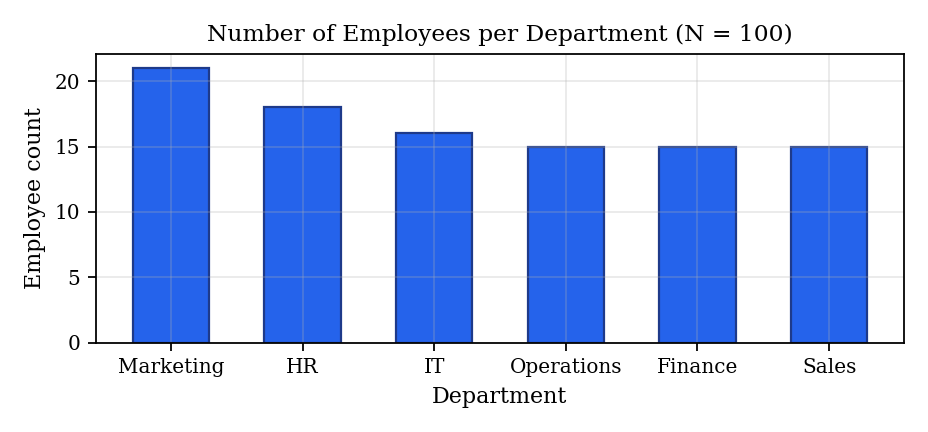 Number of Employees per Department (N = 100)
Employee count
20
15
10
5
0
Marketing HR IT Operations Finance Sales
Department